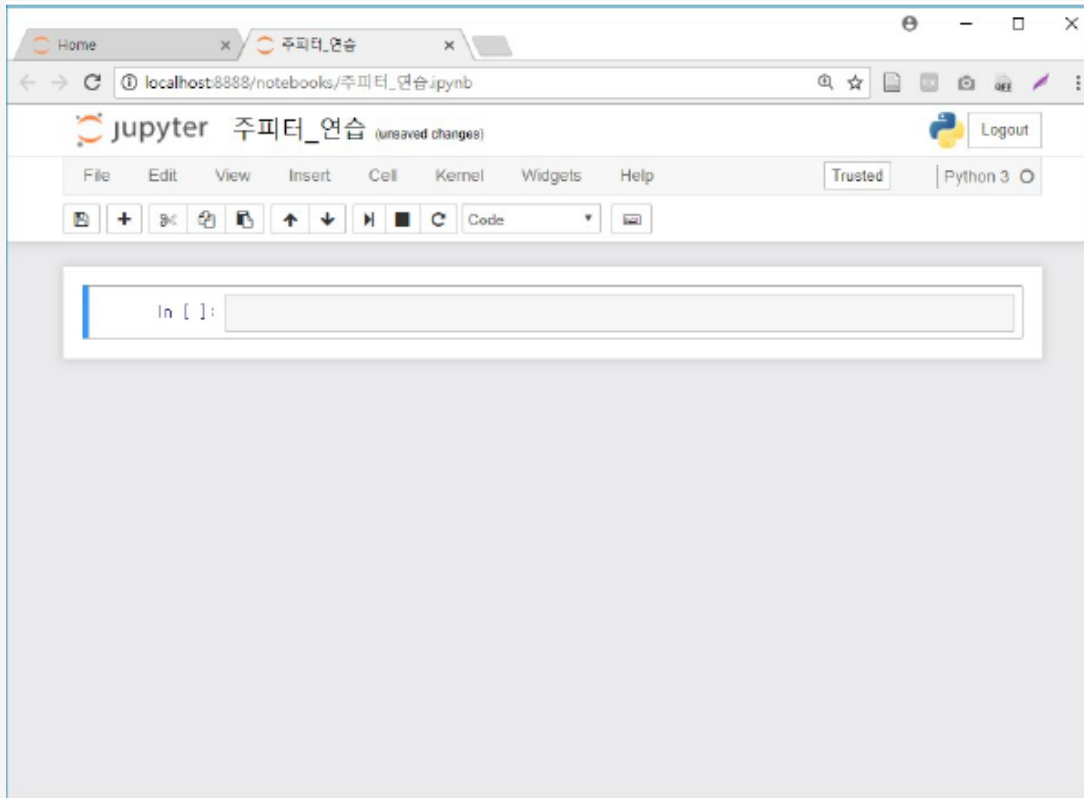 Home
주피터_연습
localhost:8888/notebooks/주피터_연습.ipynb
jupyter 주피터_연습 (unsaved changes)
Logout
File Edit View Insert Cell Kernel Widgets Help
Trusted
Python 3
Code
In [ ]: